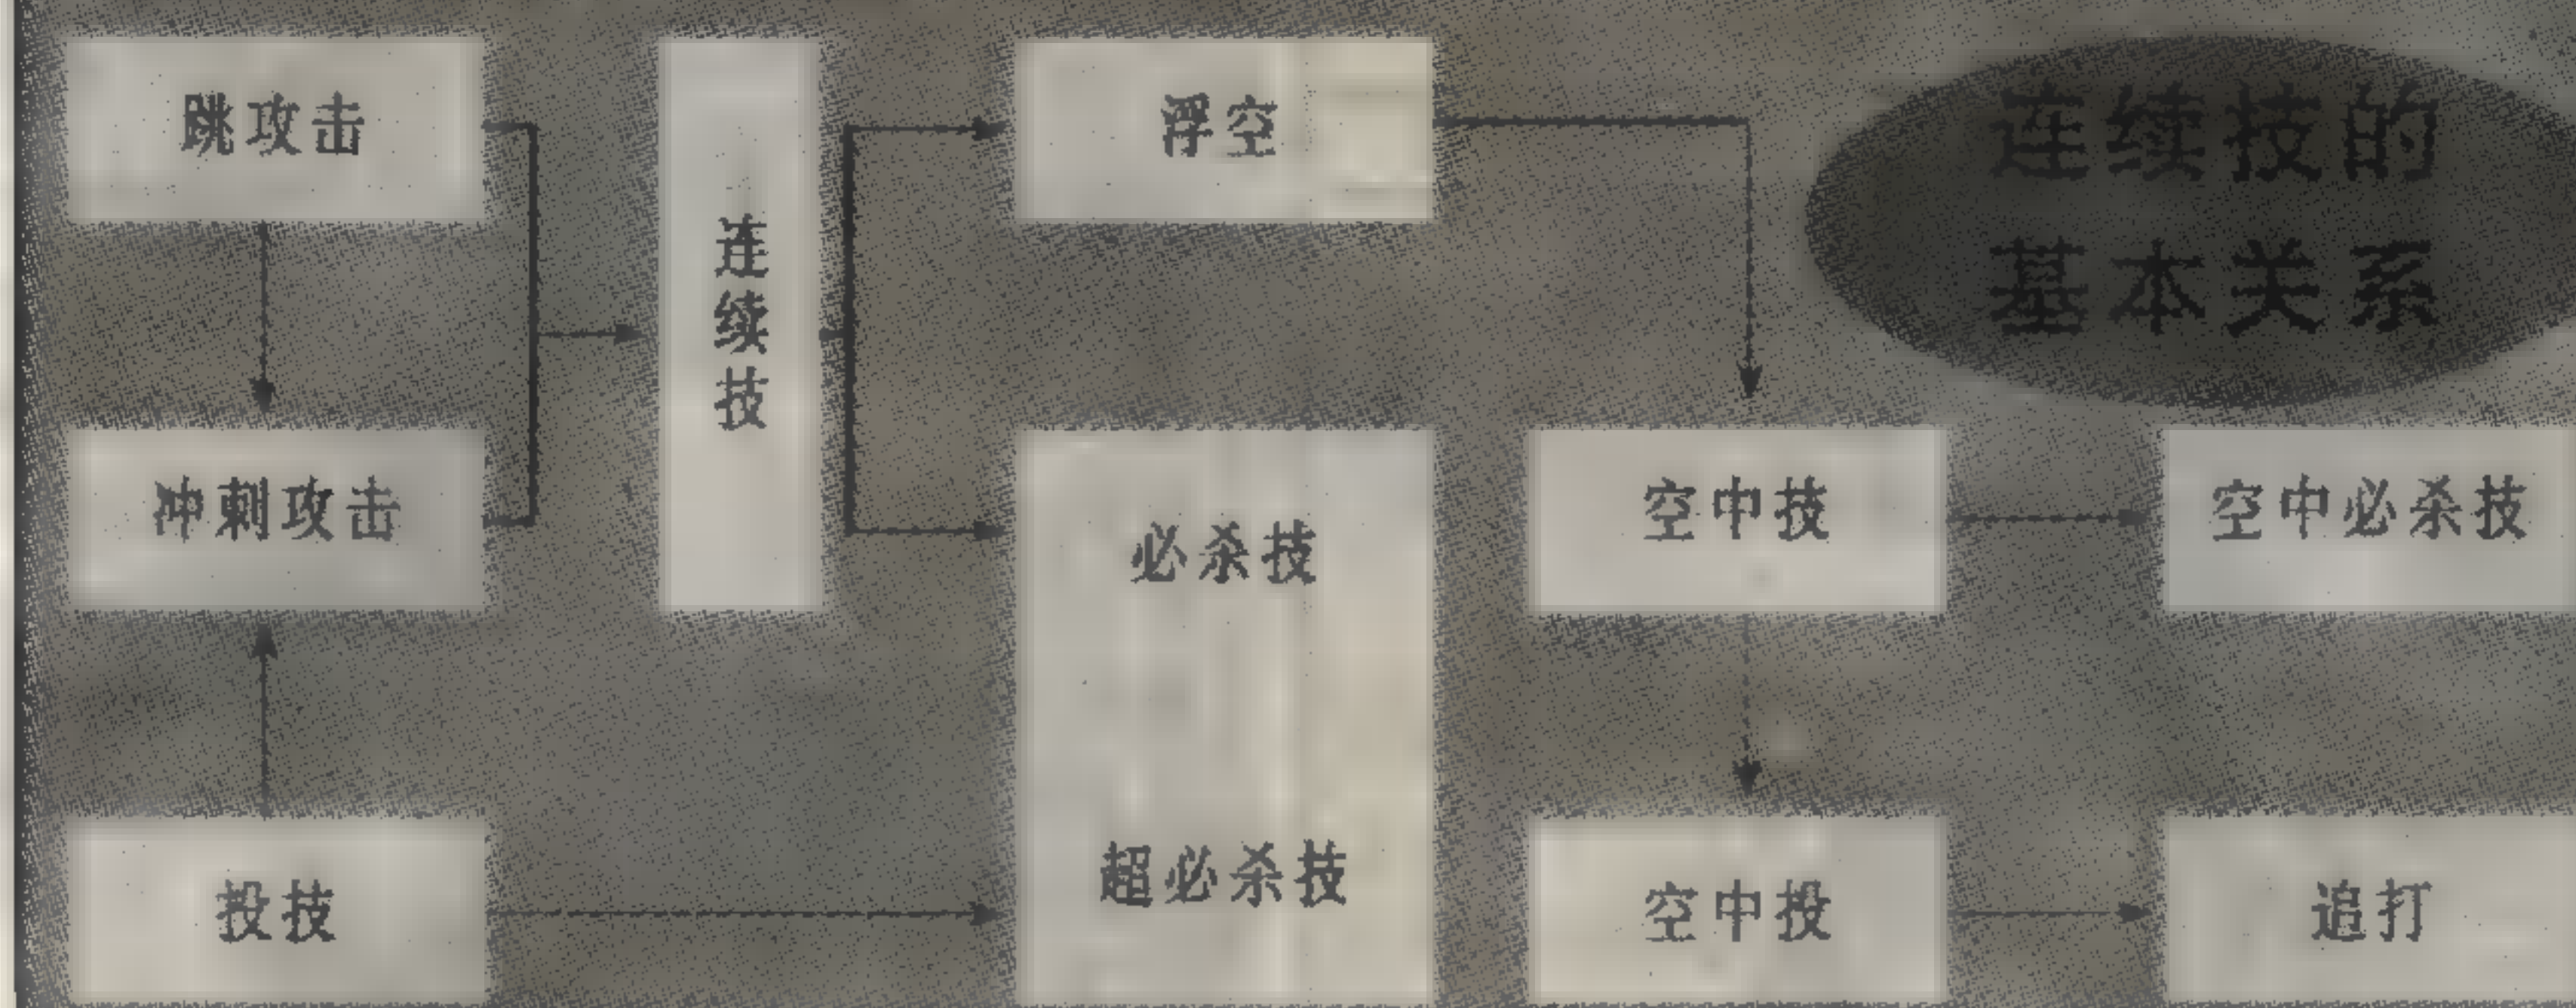 跳攻击
连续技
浮空
连续技的
基本关系
冲刺攻击
必杀技
空中技
空中必杀技
投技
超必杀技
空中投
追打